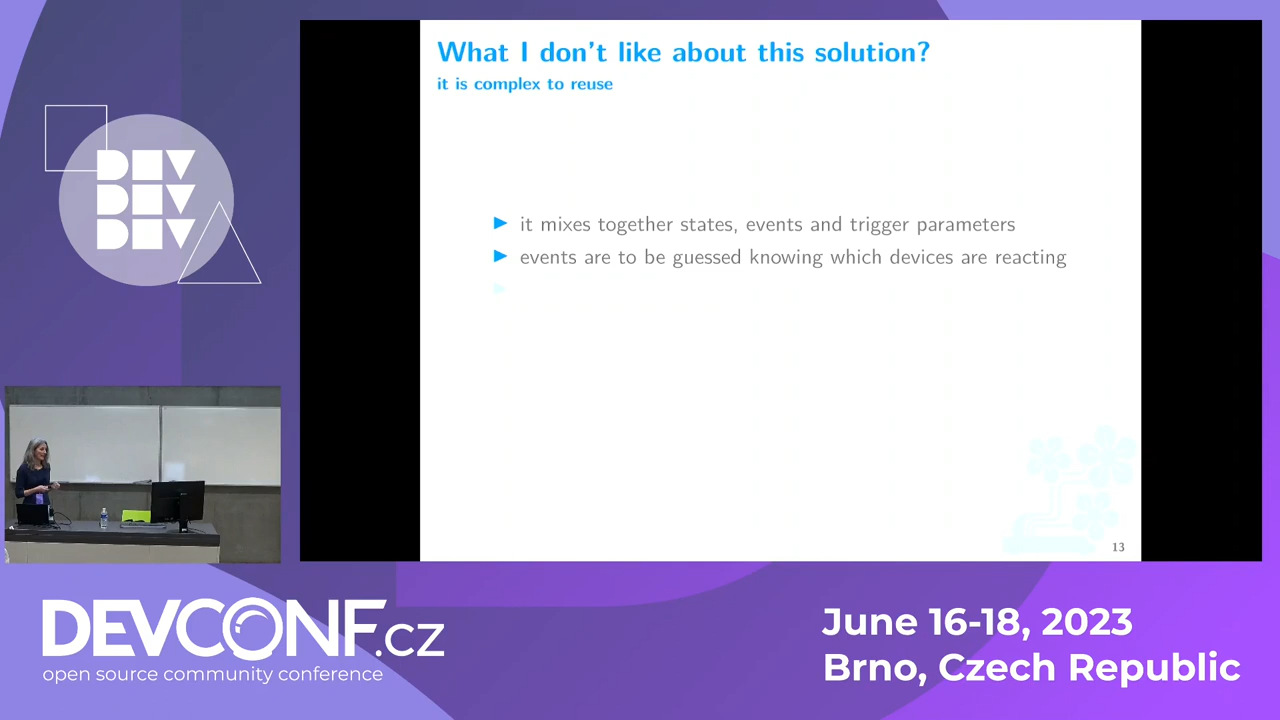 What I don't like about this solution?
it is complex to reuse
it mixes together states, events and trigger parameters
events are to be guessed knowing which devices are reacting
13
DEV
DEV
DEV
DEVCONF.cz
open source community conference
June 16-18, 2023
Brno, Czech Republic